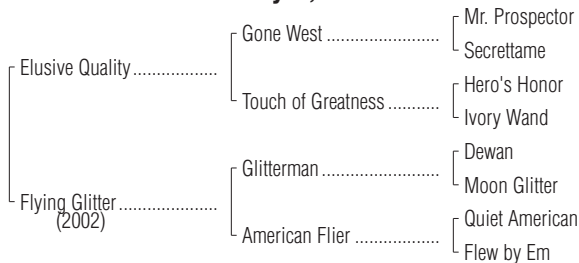 Mr. Prospector
Gone West ........................
Secrettame
Elusive Quality .................
Hero's Honor
Touch of Greatness ...........
Ivory Wand
Dewan
Glitterman .........................
Moon Glitter
Flying Glitter ....................
(2002)
Quiet American
American Flier .................
Flew by Em